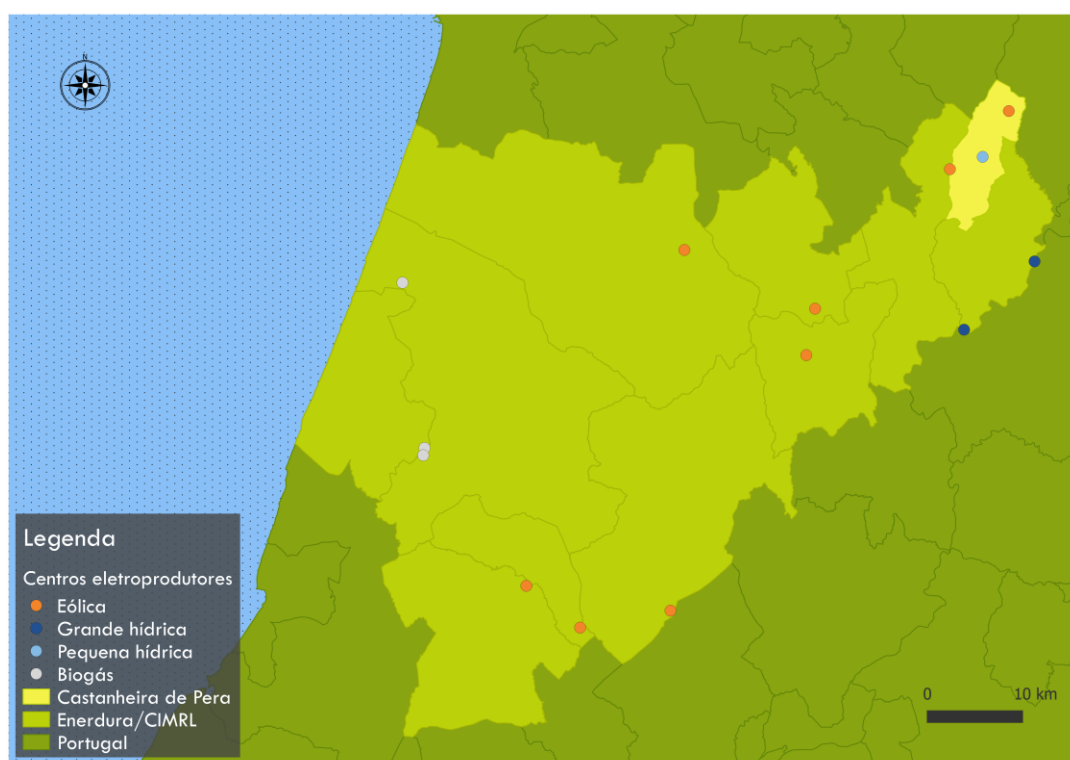 N
Legenda
Centros eletroprodutores
Eólica
Grande hídrica
Pequena hídrica
Biogás
Castanheira de Pera
Enerdura/CIMRL
Portugal
0 10 km